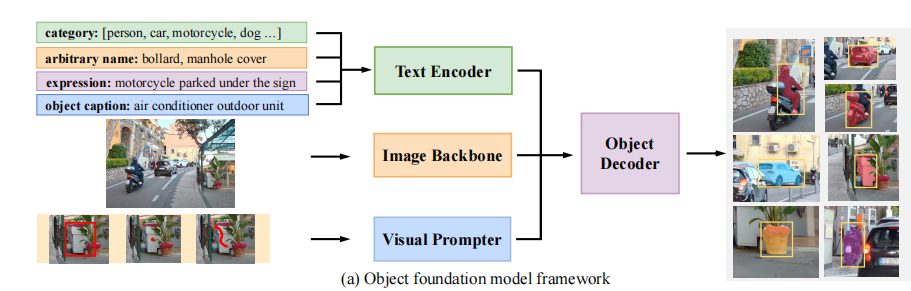 category: [person, car, motorcycle, dog ...]
arbitrary name: bollard, manhole cover
expression: motorcycle parked under the sign
object caption: air conditioner outdoor unit
Text Encoder
Image Backbone
Visual Prompter
Object
Decoder
(a) Object foundation model framework